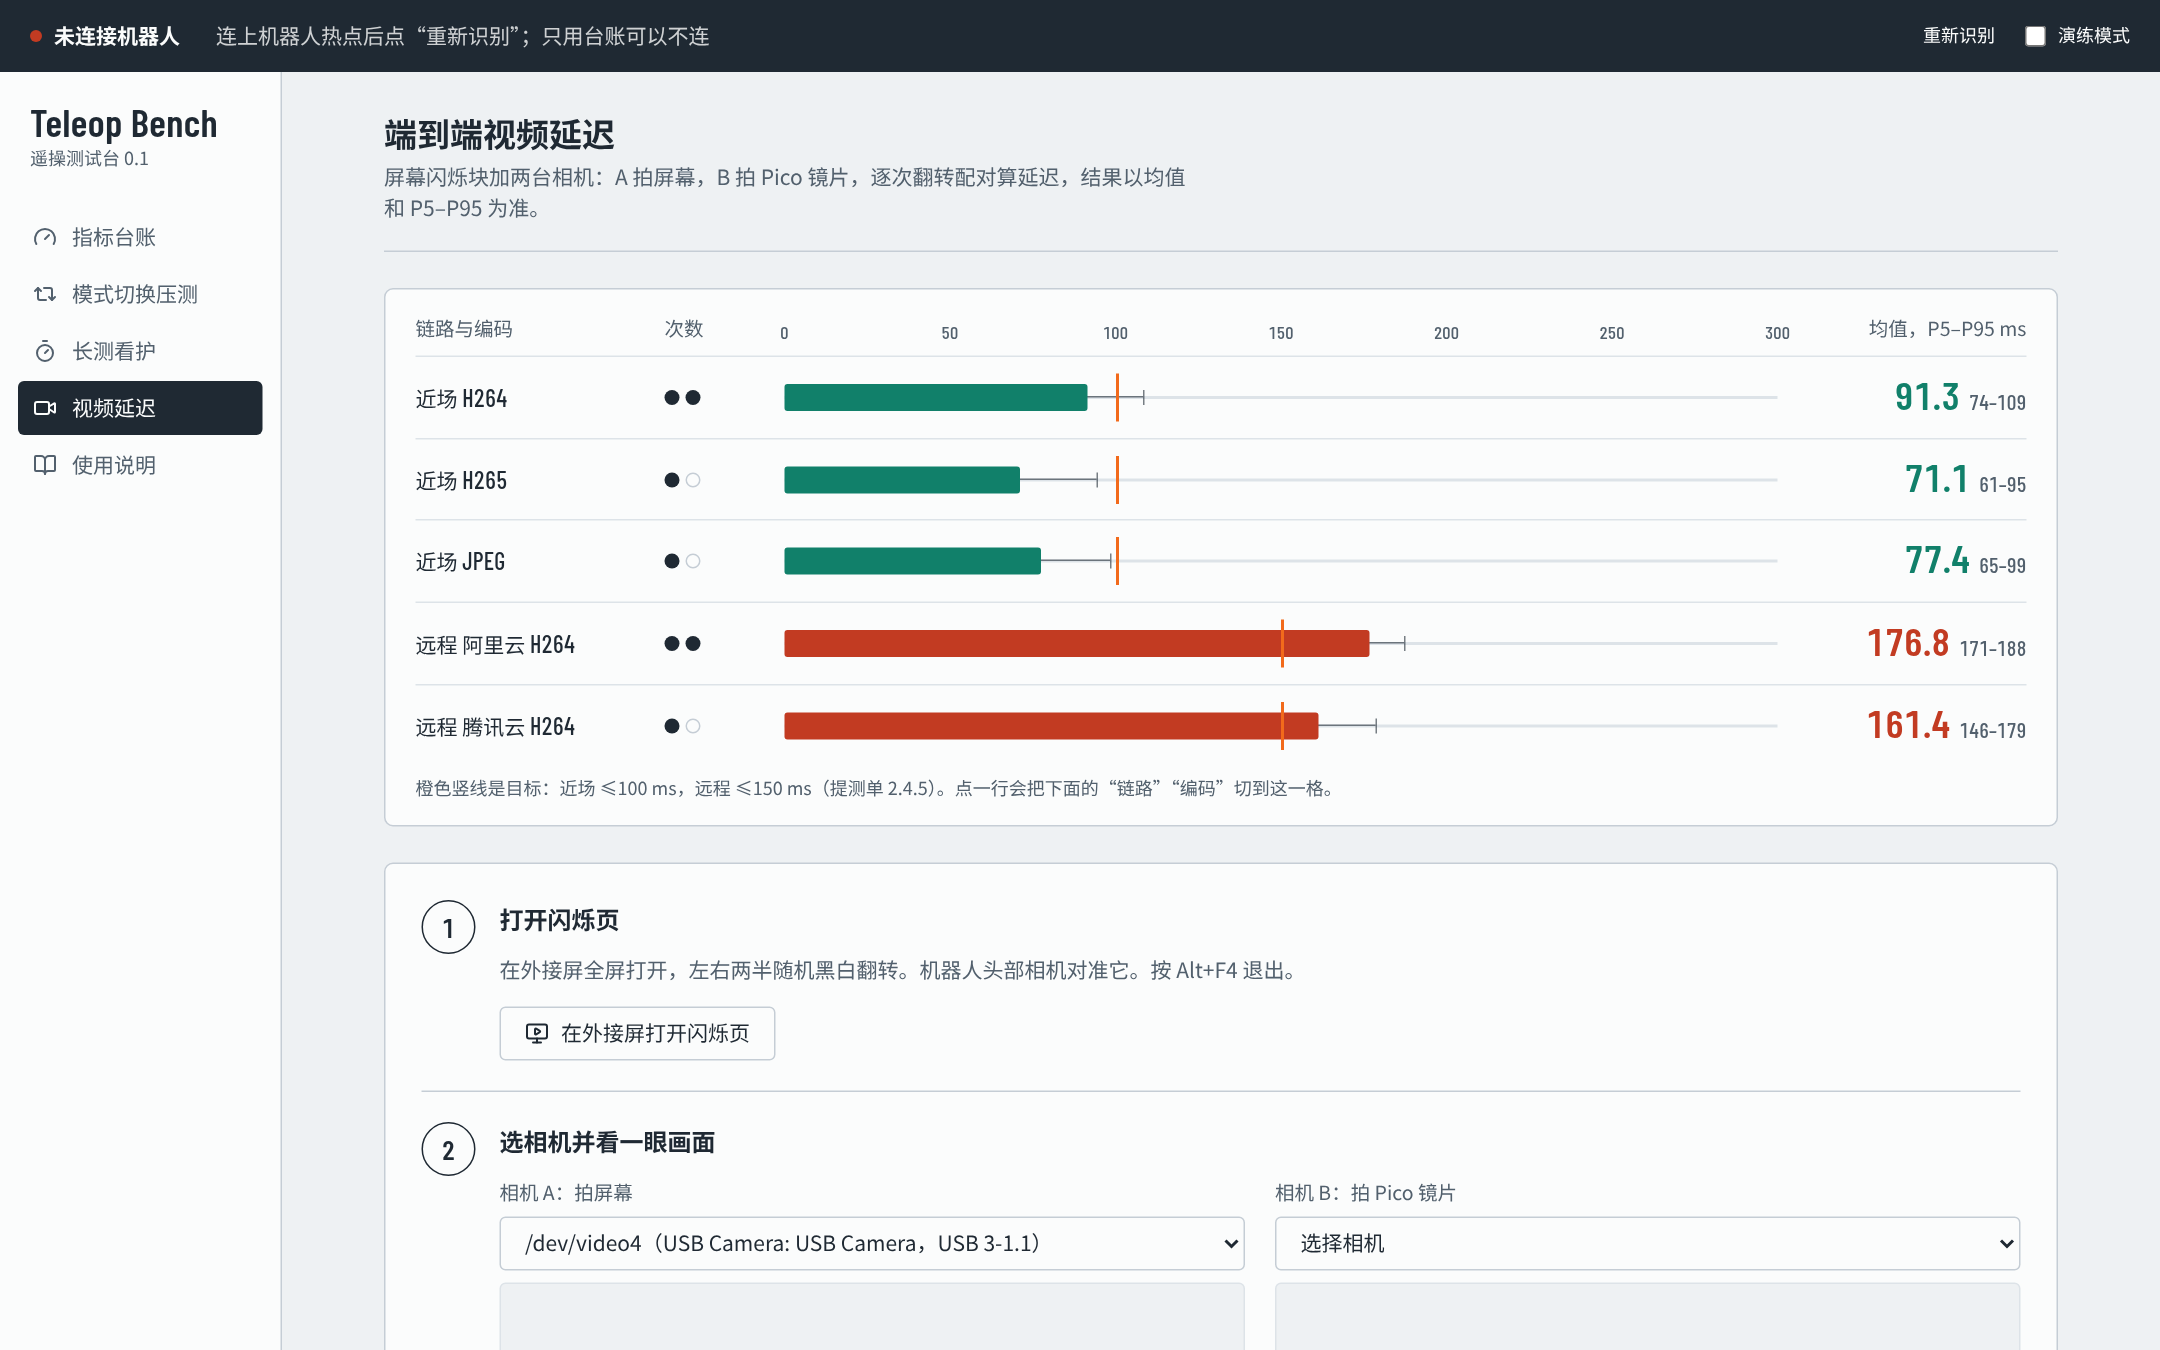 未连接机器人 连上机器人热点后点“重新识别”；只用台账可以不连 重新识别 演练模式
Teleop Bench
遥操测试台 0.1
指标台账
模式切换压测
长测看护
视频延迟
使用说明
端到端视频延迟
屏幕闪烁块加两台相机：A 拍屏幕，B 拍 Pico 镜片，逐次翻转配对算延迟，结果以均值
和 P5–P95 为准。
链路与编码 次数 0 50 100 150 200 250 300 均值，P5–P95 ms
近场 H264 91.3 74–109
近场 H265 71.1 61–95
近场 JPEG 77.4 65–99
远程 阿里云 H264 176.8 171–188
远程 腾讯云 H264 161.4 146–179
橙色竖线是目标：近场 ≤100 ms，远程 ≤150 ms（提测单 2.4.5）。点一行会把下面的“链路”“编码”切到这一格。
1 打开闪烁页
在外接屏全屏打开，左右两半随机黑白翻转。机器人头部相机对准它。按 Alt+F4 退出。
在外接屏打开闪烁页
2 选相机并看一眼画面
相机 A：拍屏幕 相机 B：拍 Pico 镜片
/dev/video4（USB Camera: USB Camera，USB 3-1.1） 选择相机